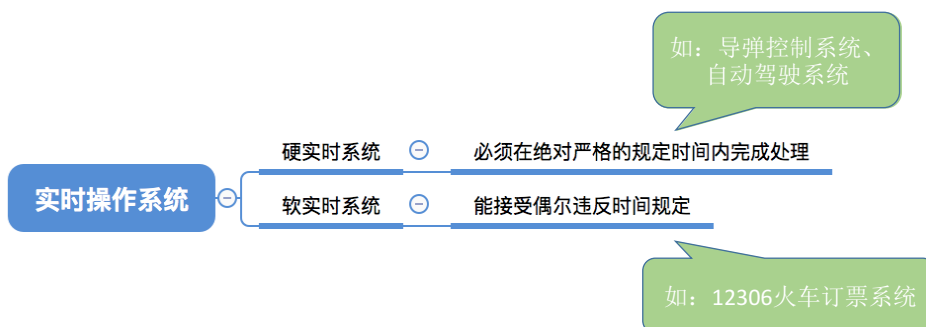 如：导弹控制系统、
自动驾驶系统
硬实时系统
必须在绝对严格的规定时间内完成处理
实时操作系统
软实时系统
能接受偶尔违反时间规定
如：12306火车订票系统